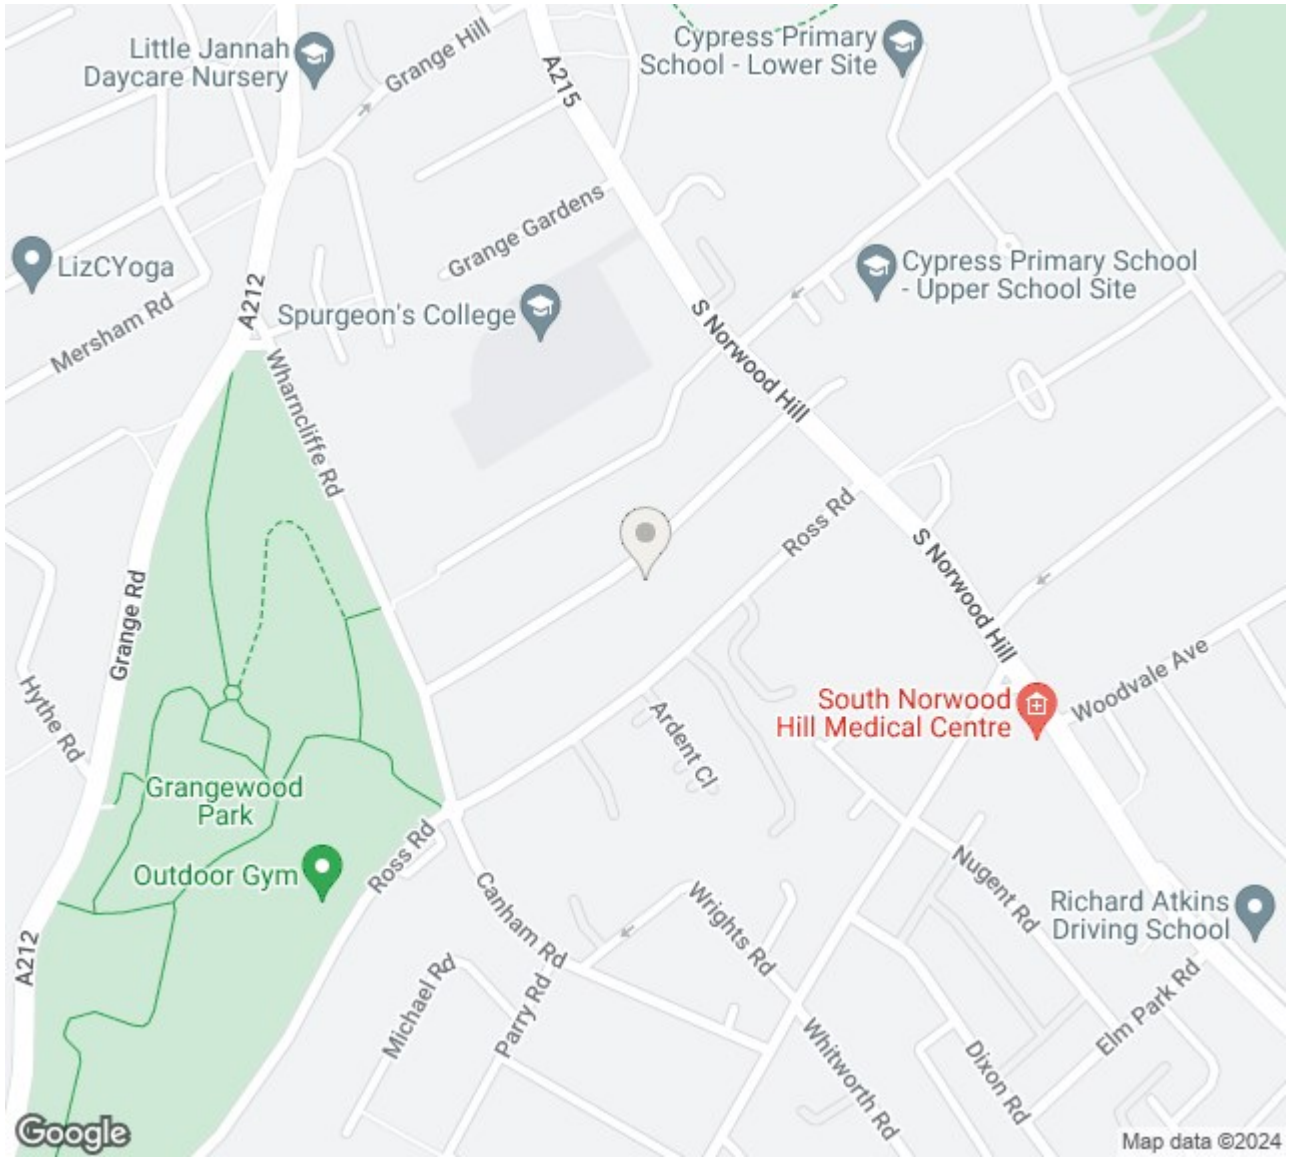 Little Jannah
Daycare Nursery
Grange Hill
A215
Cypress Primary
School - Lower Site
Grange Gardens
LizCYoga
A212
Mersham Rd
Spurgeon's College
Cypress Primary School
- Upper School Site
S Norwood Hill
Wharncliffe Rd
Ross Rd
S Norwood Hill
Grange Rd
Hythe Rd
Woodvale Ave
South Norwood
Hill Medical Centre
Ardent Cl
Grangewood
Park
Outdoor Gym
Ross Rd
Canham Rd
Wrights Rd
Nugent Rd
Richard Atkins
Driving School
A212
Michael Rd
Parry Rd
Whitworth Rd
Dixon Rd
Elm Park Rd
Google
Map data ©2024